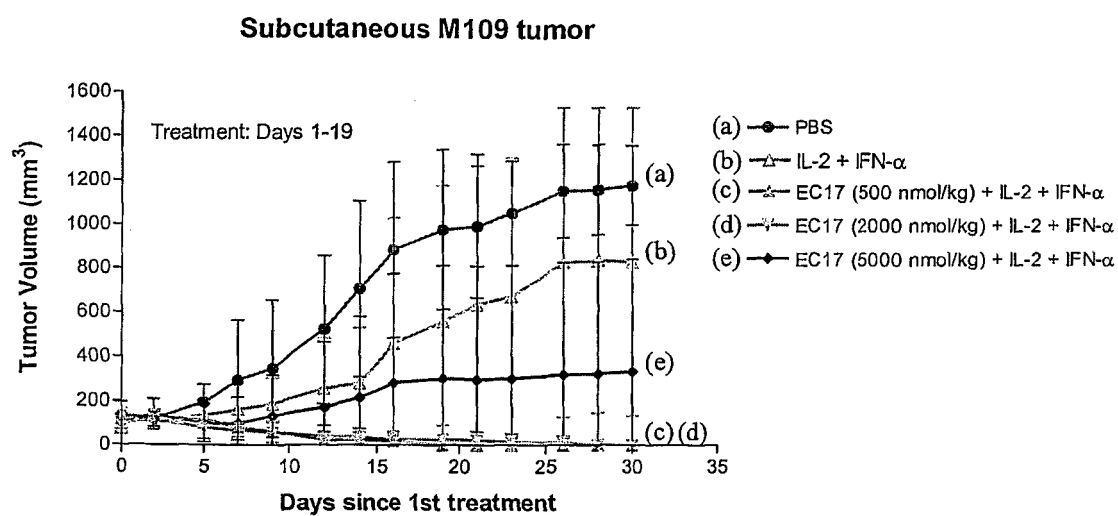 Subcutaneous M109 tumor
Tumor Volume (mm³)
1600
1400
1200
1000
800
600
400
200
0
Treatment: Days 1-19
(a)
(b)
(e)
(c) (d)
0 5 10 15 20 25 30 35
Days since 1st treatment
(a) PBS
(b) IL-2 + IFN-α
(c) EC17 (500 nmol/kg) + IL-2 + IFN-α
(d) EC17 (2000 nmol/kg) + IL-2 + IFN-α
(e) EC17 (5000 nmol/kg) + IL-2 + IFN-α